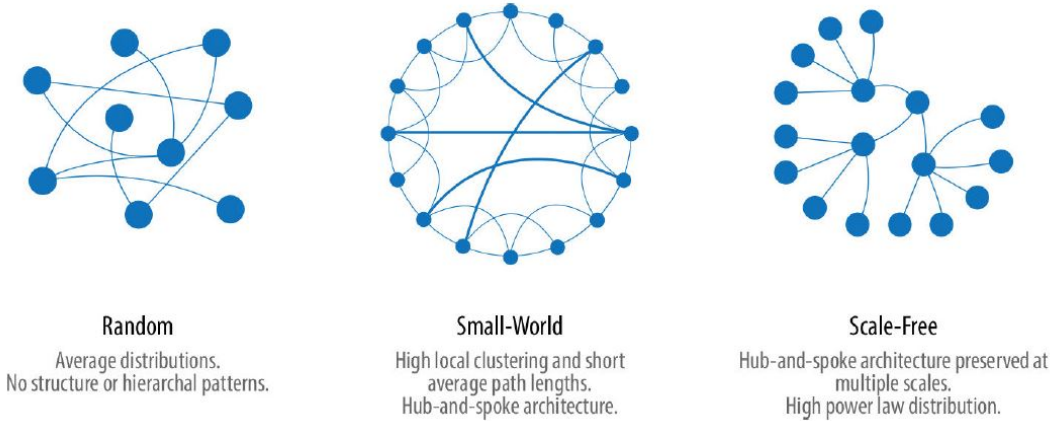 Random
Average distributions.
No structure or hierarchal patterns.
Small-World
High local clustering and short
average path lengths.
Hub-and-spoke architecture.
Scale-Free
Hub-and-spoke architecture preserved at
multiple scales.
High power law distribution.